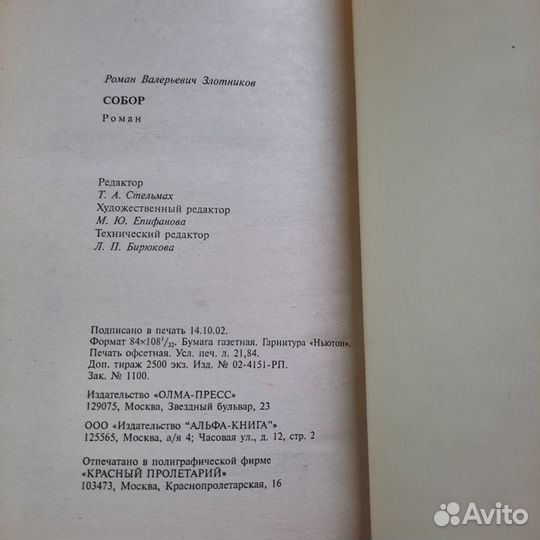 Роман Валерьевич Злотников
СОБОР
Роман
Редактор
Т. А. Стельмах
Художественный редактор
М. Ю. Епифанова
Технический редактор
Л. П. Бирюкова
Подписано в печать 14.10.02.
Формат 84×108¹/₃₂. Бумага газетная. Гарнитура «Ньютон».
Печать офсетная. Усл. печ. л. 21,84.
Доп. тираж 2500 экз. Изд. № 02-4151-РП.
Зак. № 1100.
Издательство «ОЛМА-ПРЕСС»
129075, Москва, Звездный бульвар, 23
ООО «Издательство "АЛЬФА-КНИГА"»
125565, Москва, а/я 4; Часовая ул., д. 12, стр. 2
Отпечатано в полиграфической фирме
«КРАСНЫЙ ПРОЛЕТАРИЙ»
103473, Москва, Краснопролетарская, 16
Avito